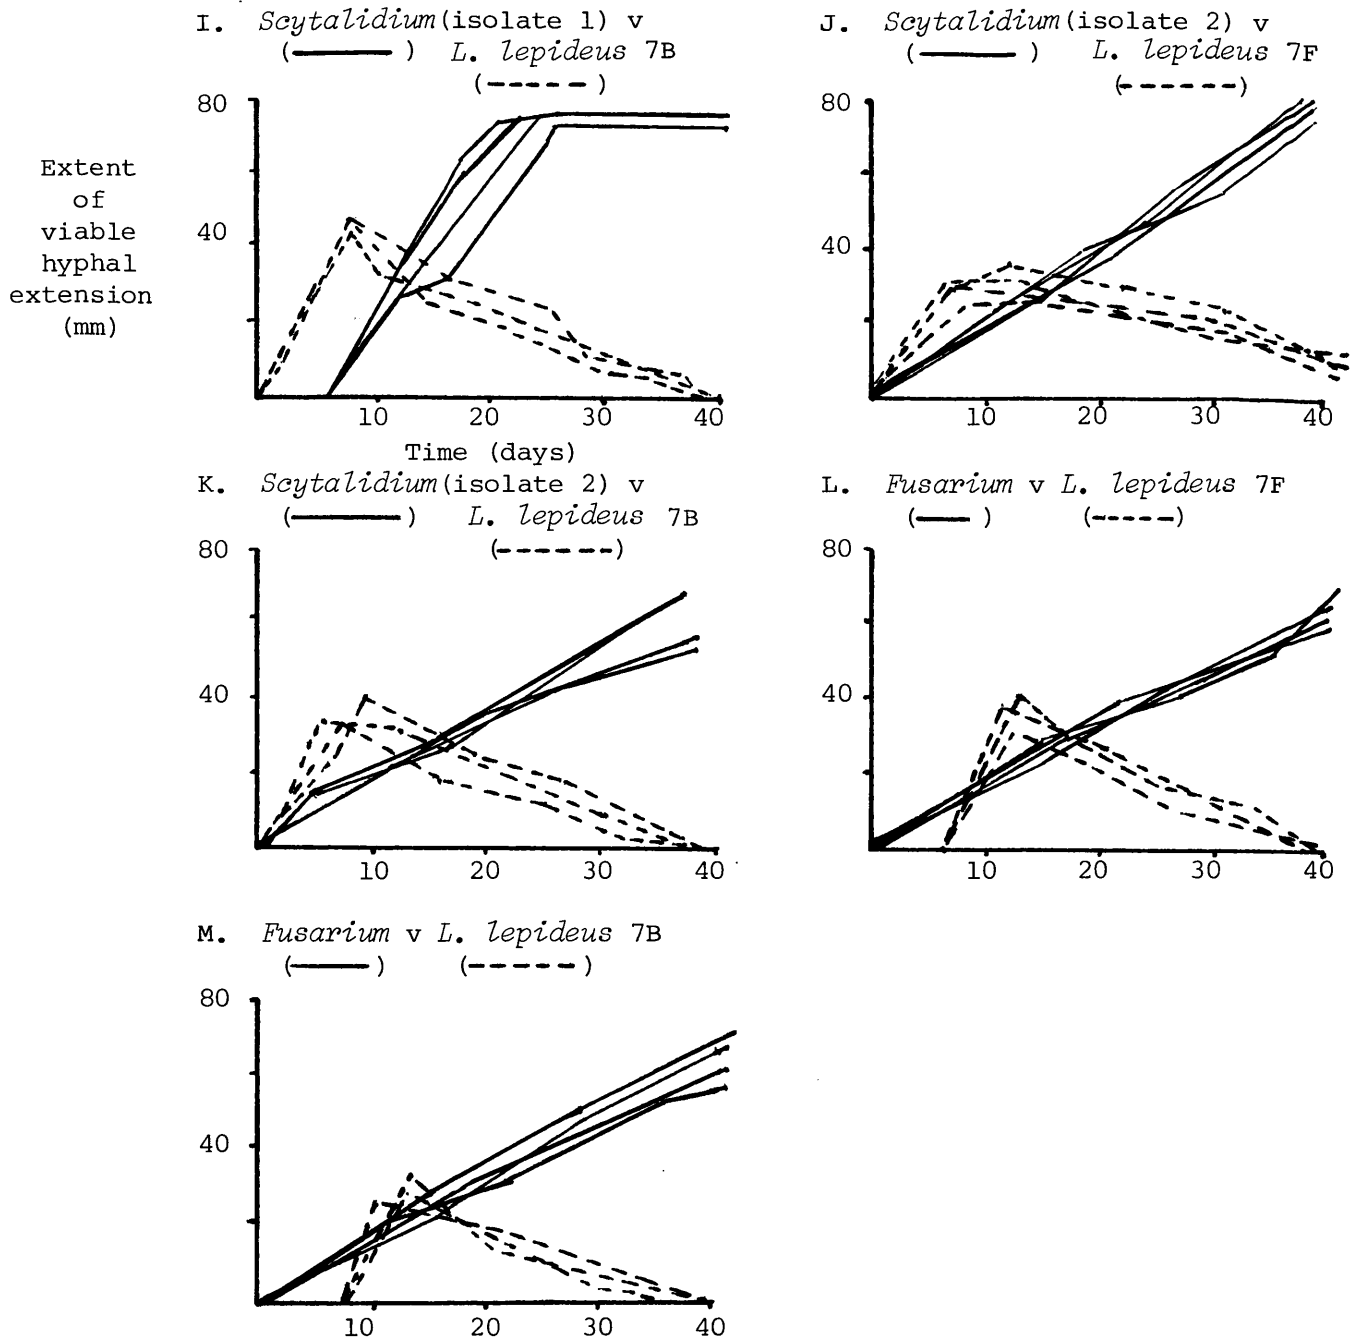 I. Scytalidium (isolate 1) v
( ) L. lepideus 7B
( )
80
40
Extent
of
viable
hyphal
extension
(mm)
10 20 30 40
Time (days)
J. Scytalidium (isolate 2) v
( ) L. lepideus 7F
( )
80
40
10 20 30 40
K. Scytalidium (isolate 2) v
( ) L. lepideus 7B
( )
80
40
10 20 30 40
L. Fusarium v L. lepideus 7F
( ) ( )
80
40
10 20 30 40
M. Fusarium v L. lepideus 7B
( ) ( )
80
40
10 20 30 40